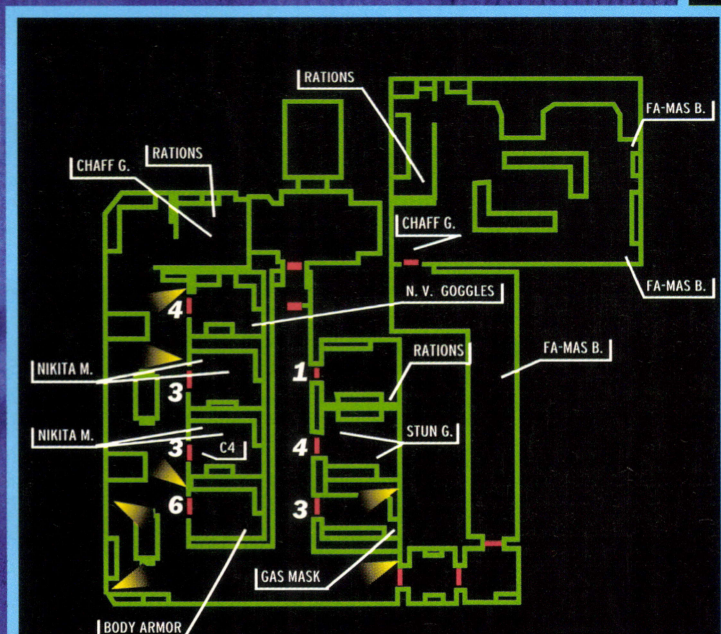 RATIONS
FA-MAS B.
RATIONS
CHAFF G.
CHAFF G.
N. V. GOGGLES
FA-MAS B.
4
FA-MAS B.
RATIONS
NIKITA M.
1
3
STUN G.
NIKITA M.
3
C4
4
6
3
GAS MASK
BODY ARMOR